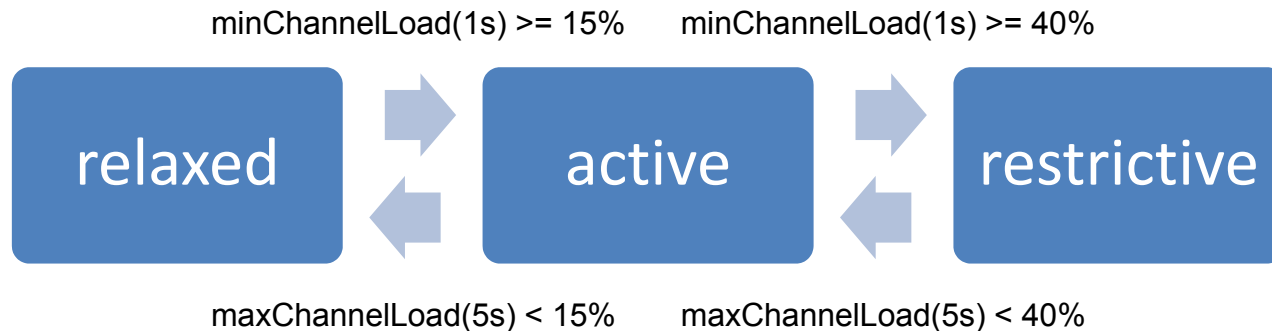 minChannelLoad(1s) >= 15% minChannelLoad(1s) >= 40%
relaxed active restrictive
maxChannelLoad(5s) < 15% maxChannelLoad(5s) < 40%